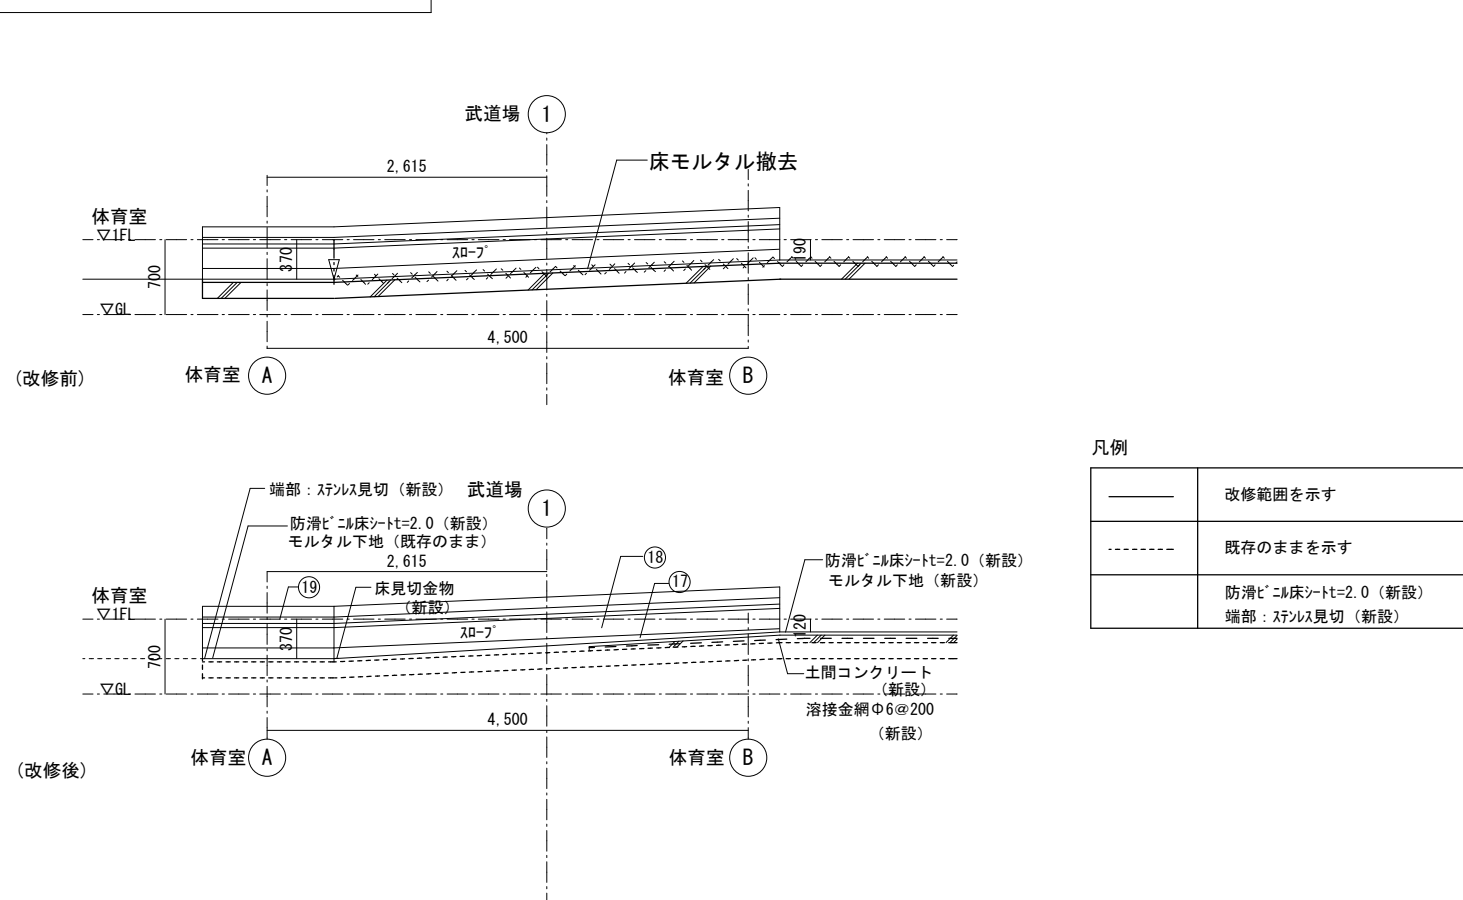 武道場 1
2,615
床モルタル撤去
体育室
▽1FL
スロープ
370
190
700
▽GL
4,500
(改修前)
体育室 A
体育室 B
端部：ステンレス見切（新設）
武道場 1
防滑ビニル床シートt=2.0（新設）
モルタル下地（既存のまま）
2,615
⑱
⑰
⑲
床見切金物
（新設）
防滑ビニル床シートt=2.0（新設）
モルタル下地（新設）
体育室
▽1FL
スロープ
370
120
700
▽GL
土間コンクリート
（新設）
溶接金網Φ6@200
（新設）
4,500
体育室 A
体育室 B
(改修後)
凡例
改修範囲を示す
既存のままを示す
防滑ビニル床シートt=2.0（新設）
端部：ステンレス見切（新設）